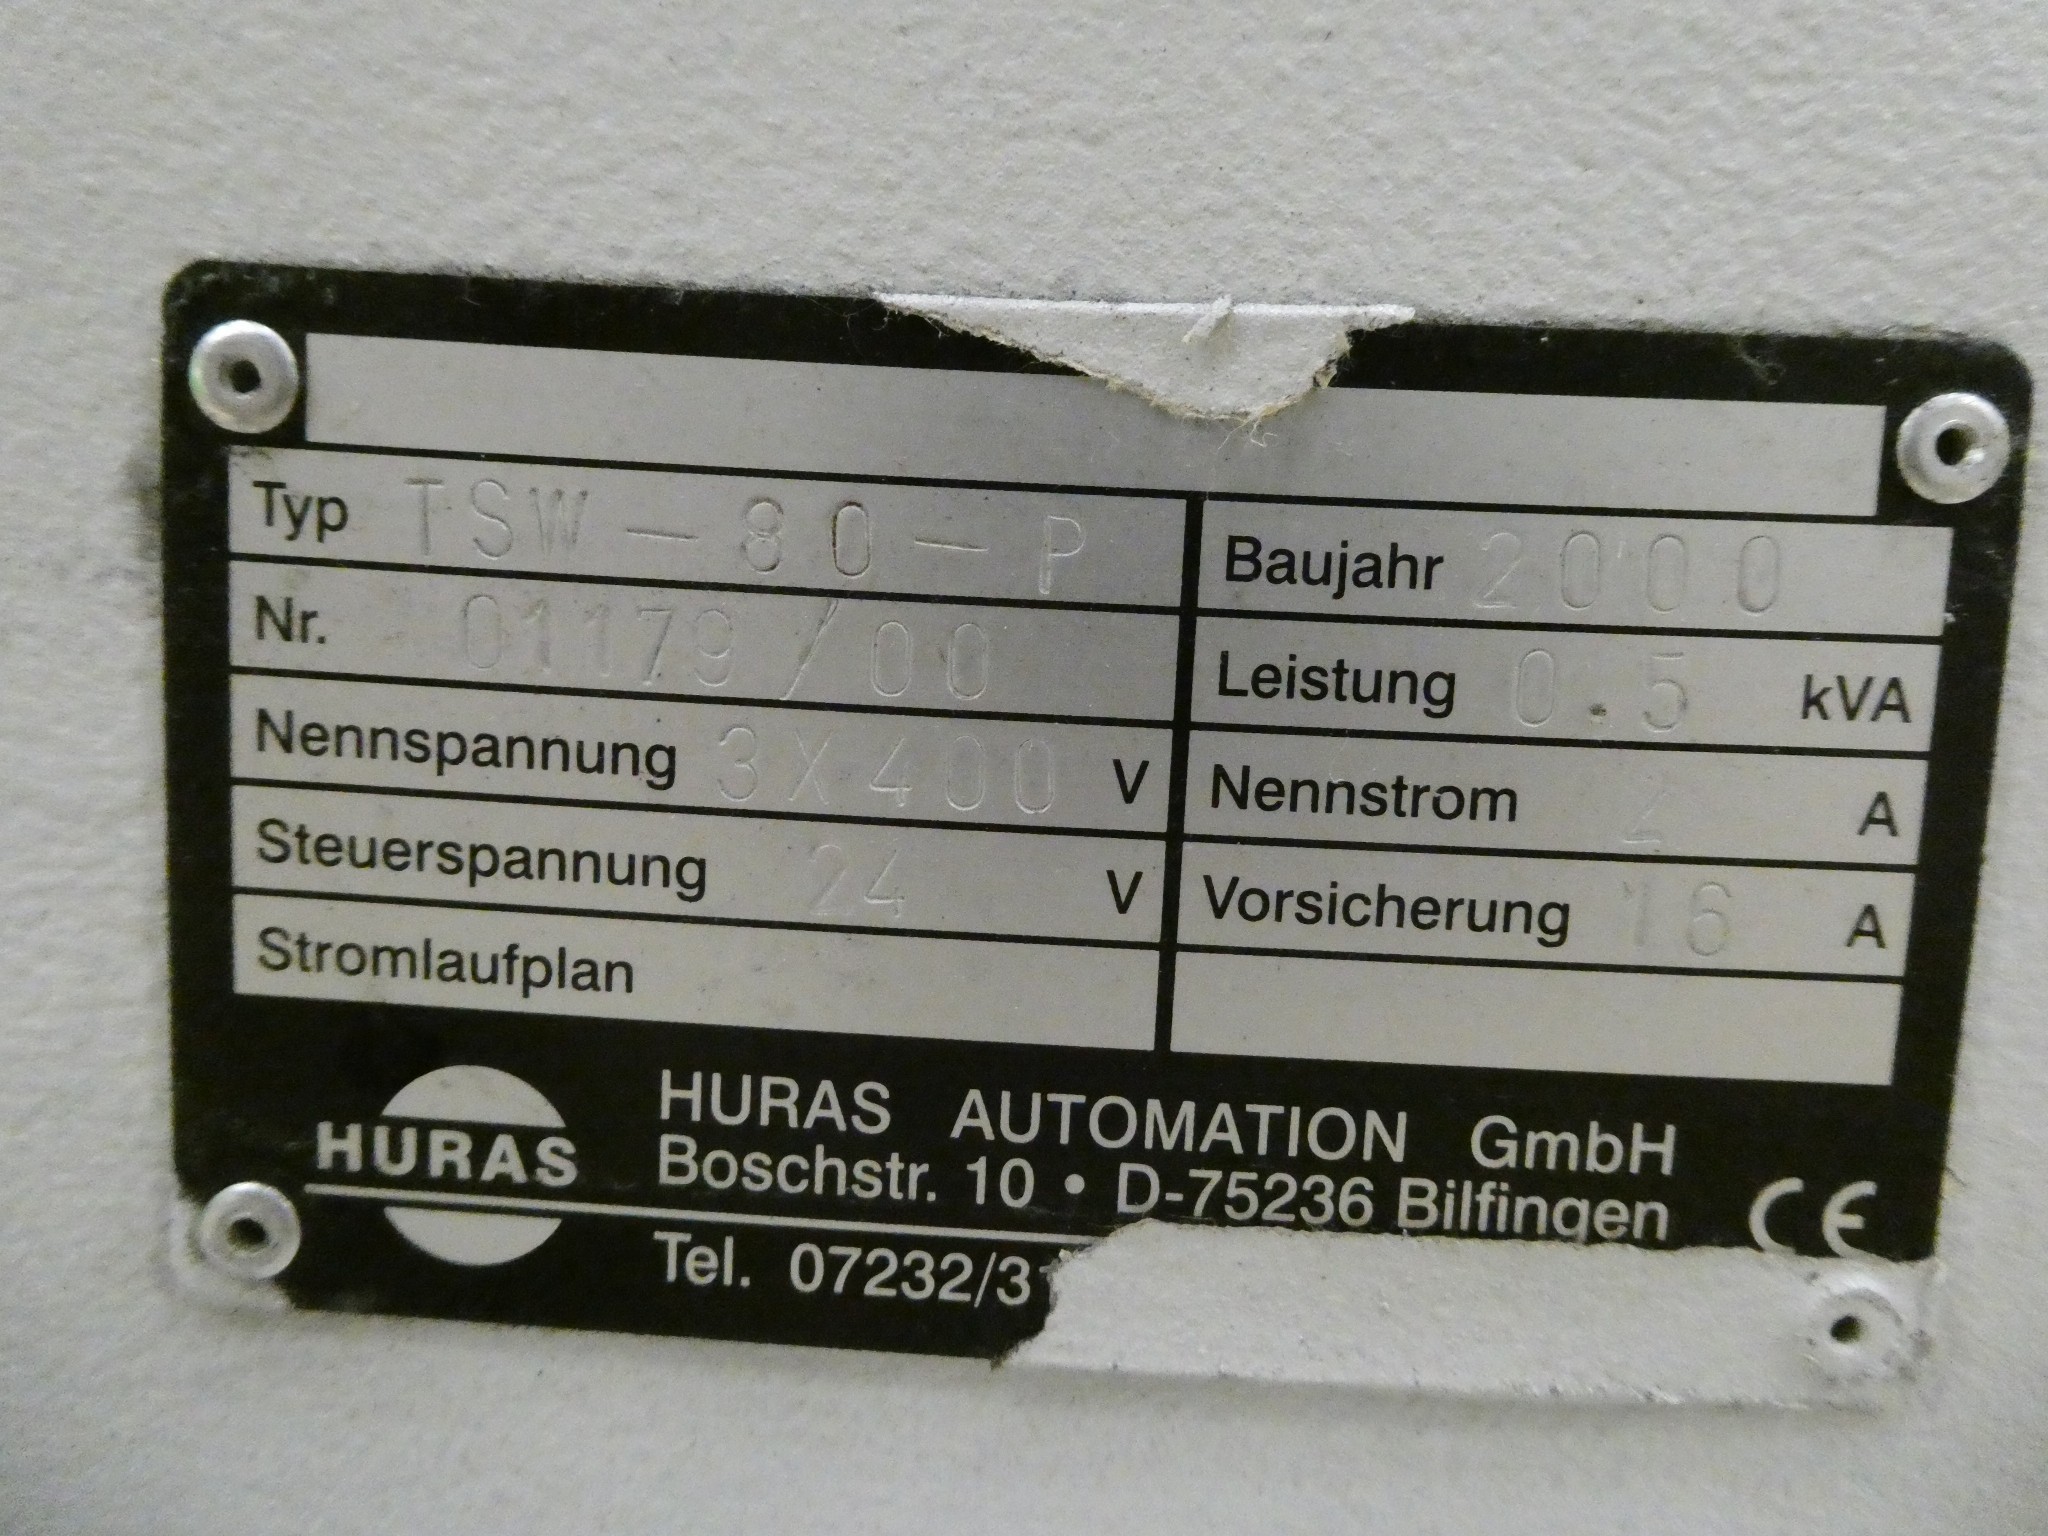 Typ TSW-80-P Baujahr 2000
Nr. 01179/00 Leistung 0.5 kVA
Nennspannung 3X400 V Nennstrom 2 A
Steuerspannung 24 V Vorsicherung 16 A
Stromlaufplan
HURAS
HURAS AUTOMATION GmbH
Boschstr. 10 • D-75236 Bilfingen CE
Tel. 07232/31